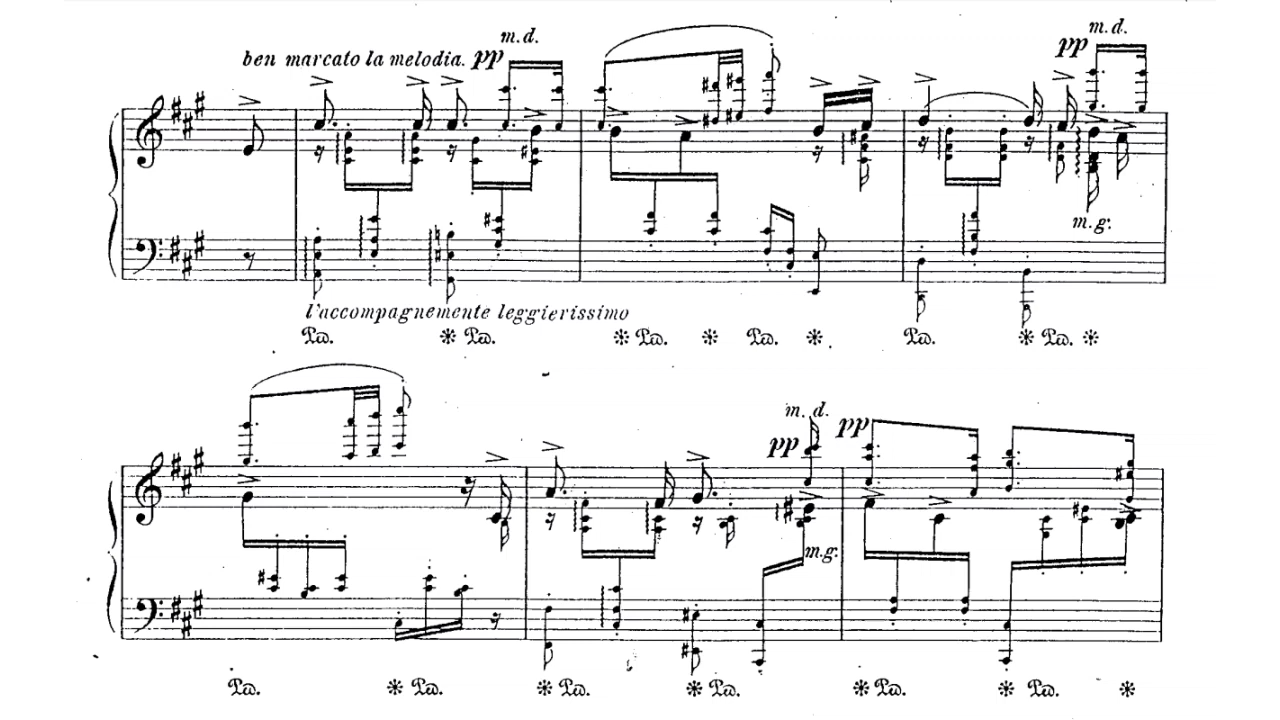 m.d.
m.d.
ben marcato la melodia. pp
pp
m.g.
l'accompagnemente leggierissimo
Ped. * Ped. * Ped. * Ped. * Ped. * Ped. *
m. d.
pp pp
m.g.
Ped. * Ped. * Ped. * Ped. * Ped. * Ped. *